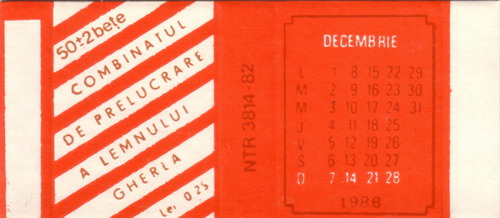 50±2bețe
COMBINATUL
DE PRELUCRARE
A LEMNULUI
GHERLA
Lei 0.25
NTR 3814-82
DECEMBRIE
L 1 8 15 22 29
M 2 9 16 23 30
M 3 10 17 24 31
J 4 11 18 25
V 5 12 19 26
S 6 13 20 27
D 7 14 21 28
1986